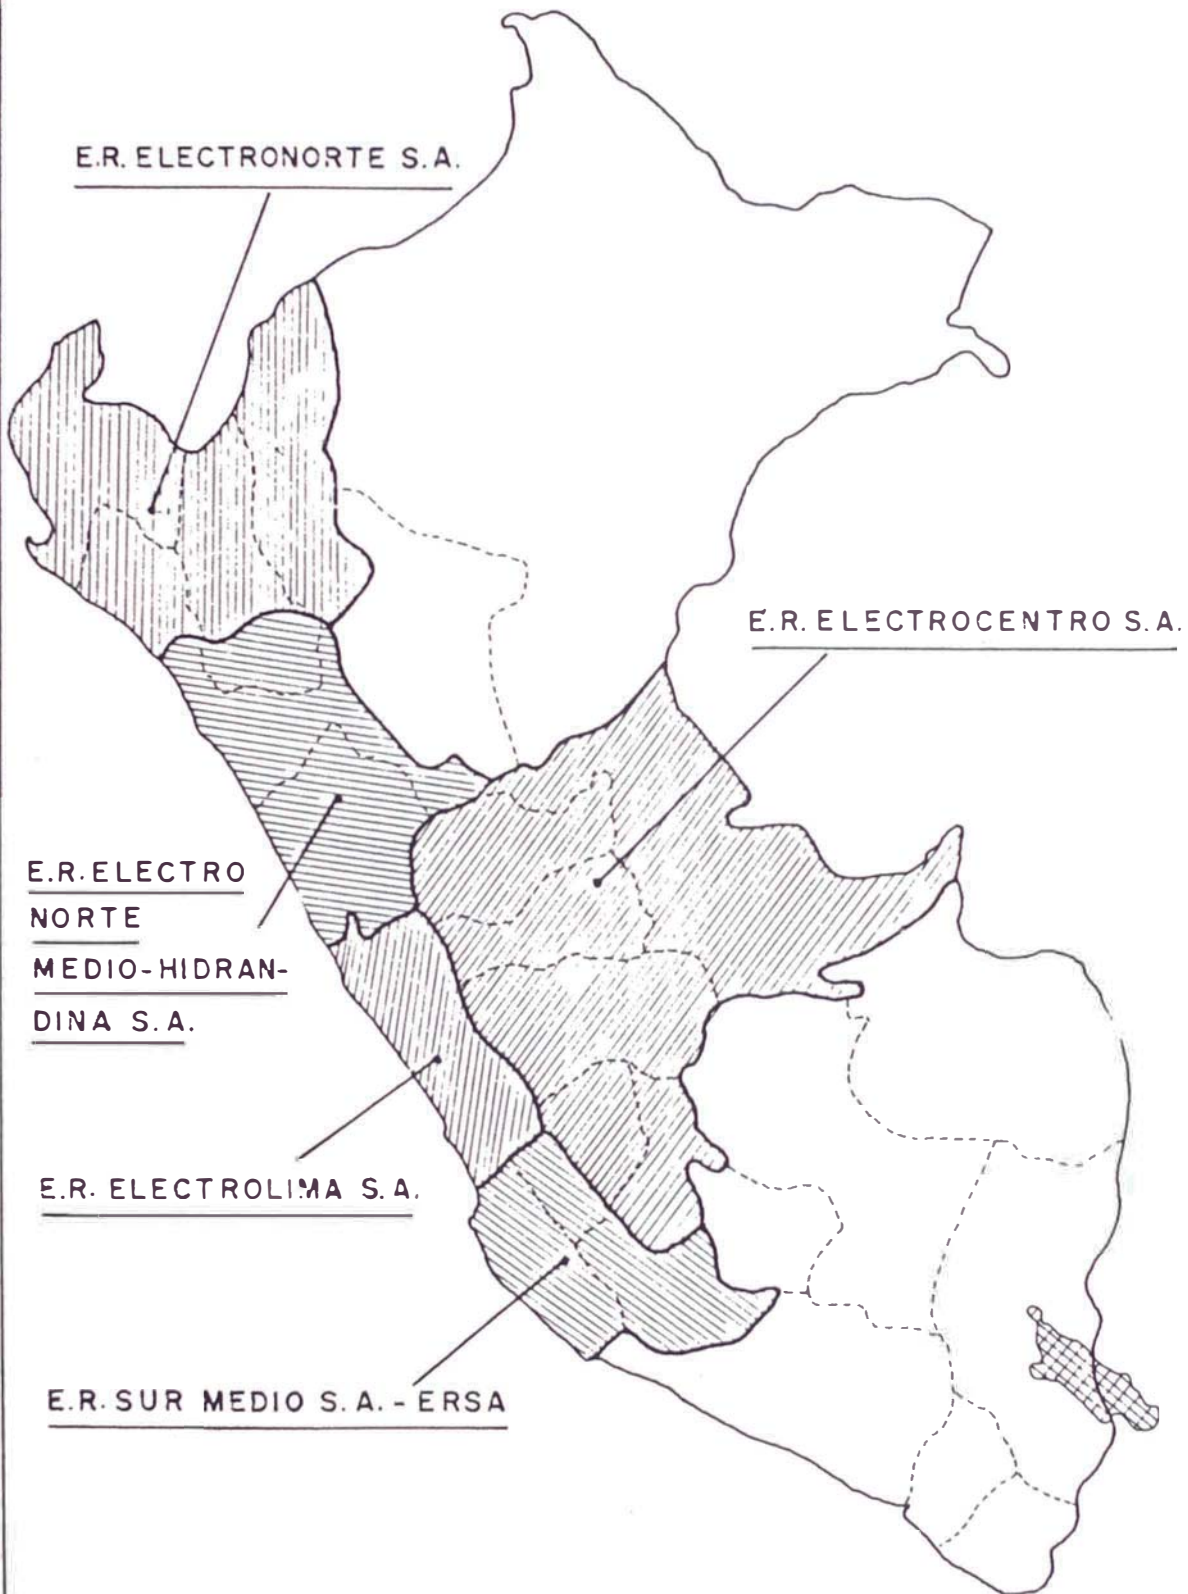 E.R. ELECTRONORTE S.A.
E.R. ELECTROCENTRO S.A.
E.R. ELECTRO
NORTE
MEDIO-HIDRAN-
DINA S.A.
E.R. ELECTROLIMA S.A.
E.R. SUR MEDIO S.A. - ERSA